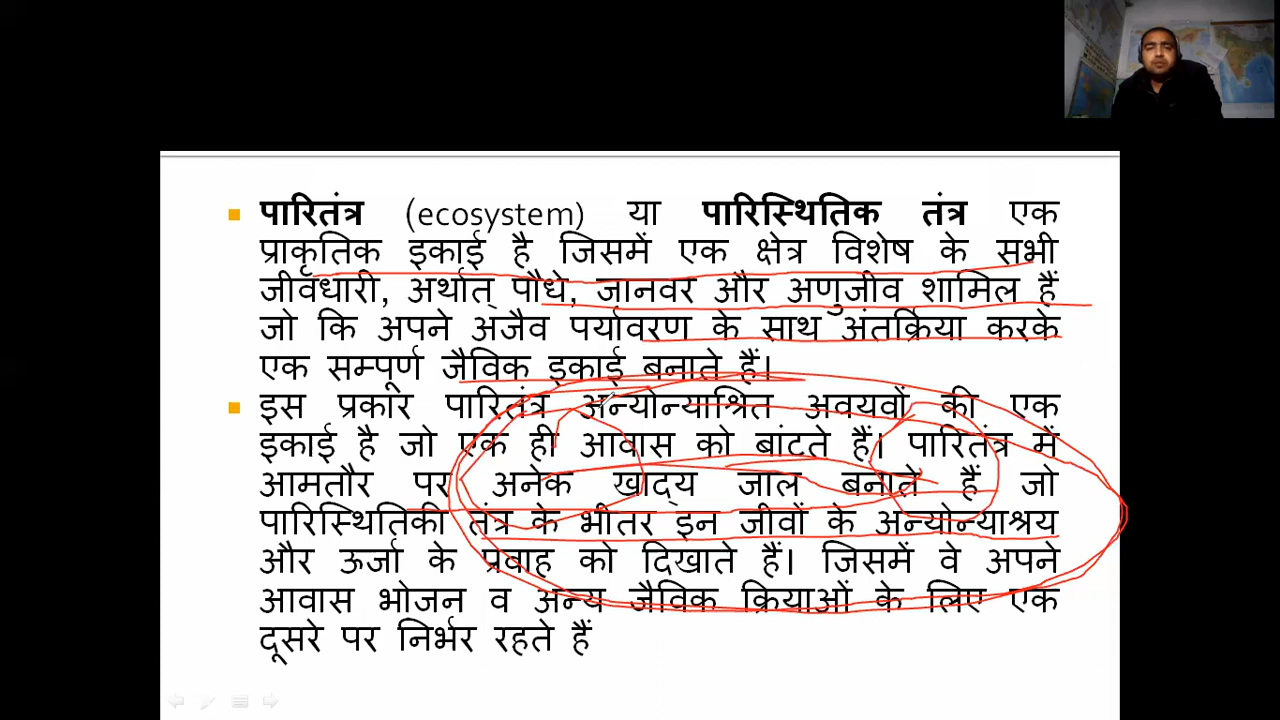 पारितंत्र (ecosystem) या पारिस्थितिक तंत्र एक
प्राकृतिक इकाई है जिसमें एक क्षेत्र विशेष के सभी
जीवधारी, अर्थात् पौधे, जानवर और अणुजीव शामिल हैं
जो कि अपने अजैव पर्यावरण के साथ अंतर्क्रिया करके
एक सम्पूर्ण जैविक इकाई बनाते हैं।
इस प्रकार पारितंत्र अन्योन्याश्रित अवयवों की एक
इकाई है जो एक ही आवास को बांटते हैं। पारितंत्र में
आमतौर पर अनेक खाद्य जाल बनाते हैं जो
पारिस्थितिकी तंत्र के भीतर इन जीवों के अन्योन्याश्रय
और ऊर्जा के प्रवाह को दिखाते हैं। जिसमें वे अपने
आवास भोजन व अन्य जैविक क्रियाओं के लिए एक
दूसरे पर निर्भर रहते हैं